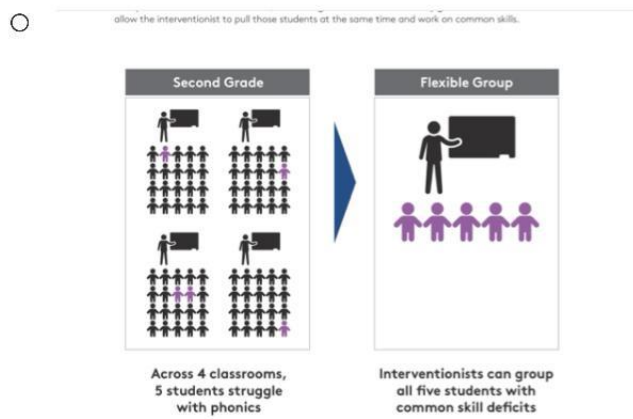 allow the interventionist to pull those students at the same time and work on common skills.
Second Grade
Flexible Group
Across 4 classrooms,
5 students struggle
with phonics
Interventionists can group
all five students with
common skill deficits